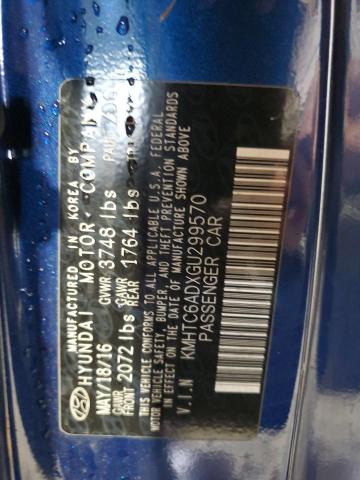 MANUFACTURED IN KOREA BY
HYUNDAI MOTOR COMPANY
MAY/18/16 GVWR 3748 lbs PAINT
GAWR FRONT 2072 lbs GAWR REAR 1764 lbs
THIS VEHICLE CONFORMS TO ALL APPLICABLE U.S.A. FEDERAL
MOTOR VEHICLE SAFETY, BUMPER, AND THEFT PREVENTION STANDARDS
IN EFFECT ON THE DATE OF MANUFACTURE SHOWN ABOVE
V.I.N KMHTC6ADXGU299570
PASSENGER CAR